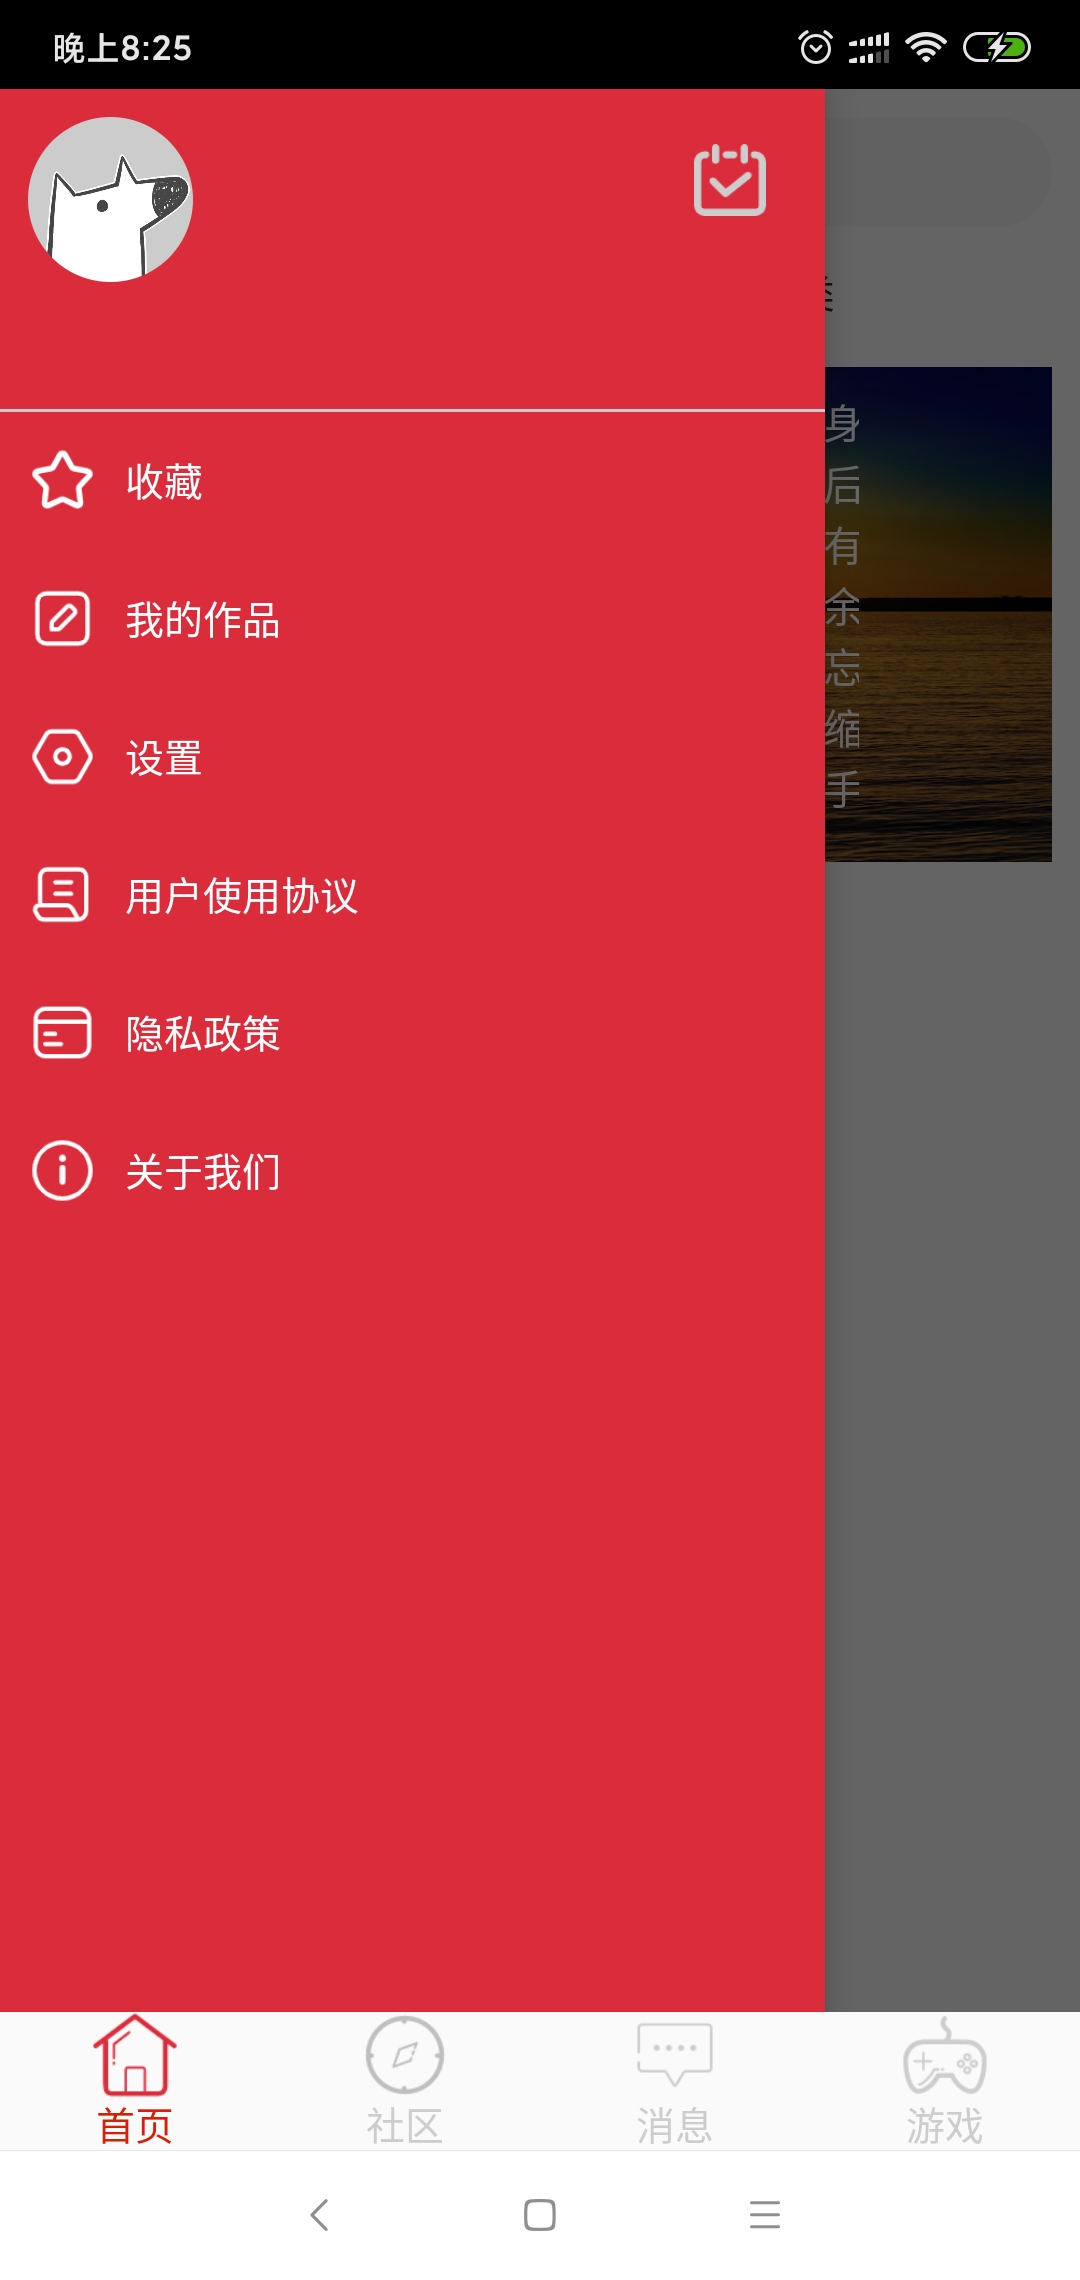 晚上8:25
身后有余忘缩手
收藏
我的作品
设置
用户使用协议
隐私政策
关于我们
首页
社区
消息
游戏